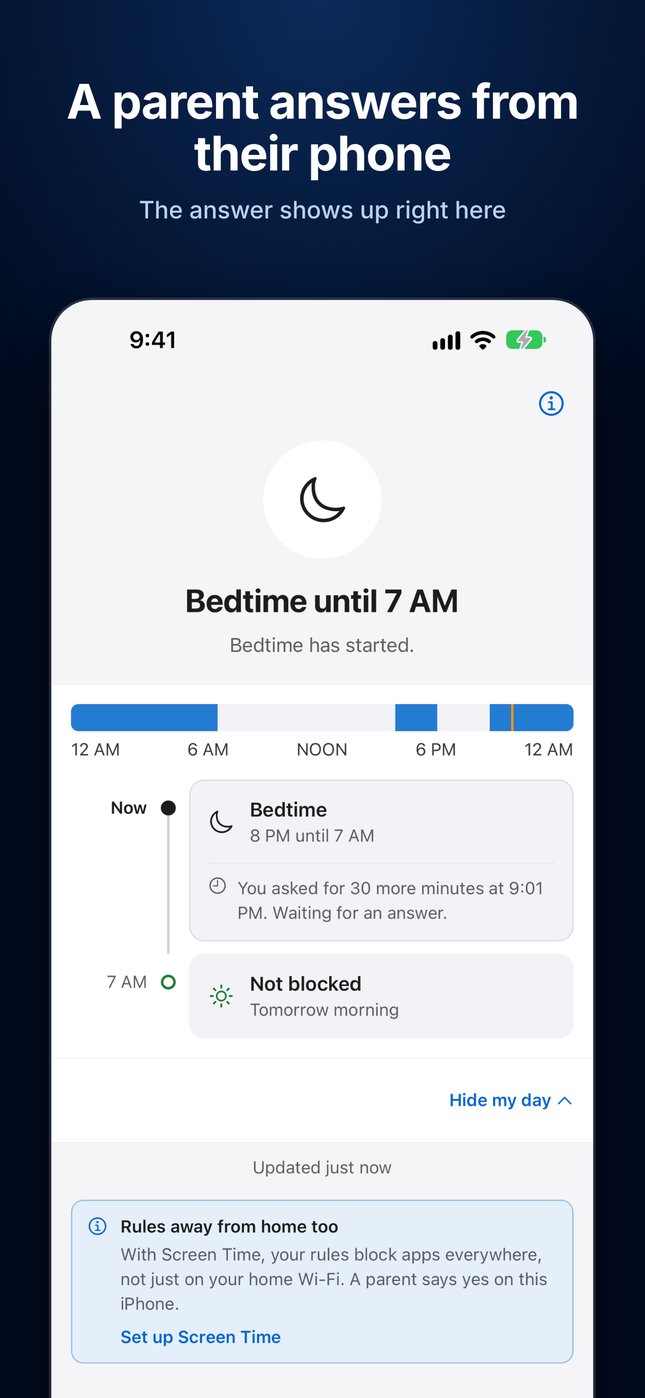 A parent answers from
their phone
The answer shows up right here
9:41
Bedtime until 7 AM
Bedtime has started.
12 AM 6 AM NOON 6 PM 12 AM
Now
Bedtime
8 PM until 7 AM
You asked for 30 more minutes at 9:01
PM. Waiting for an answer.
7 AM
Not blocked
Tomorrow morning
Hide my day
Updated just now
Rules away from home too
With Screen Time, your rules block apps everywhere,
not just on your home Wi-Fi. A parent says yes on this
iPhone.
Set up Screen Time